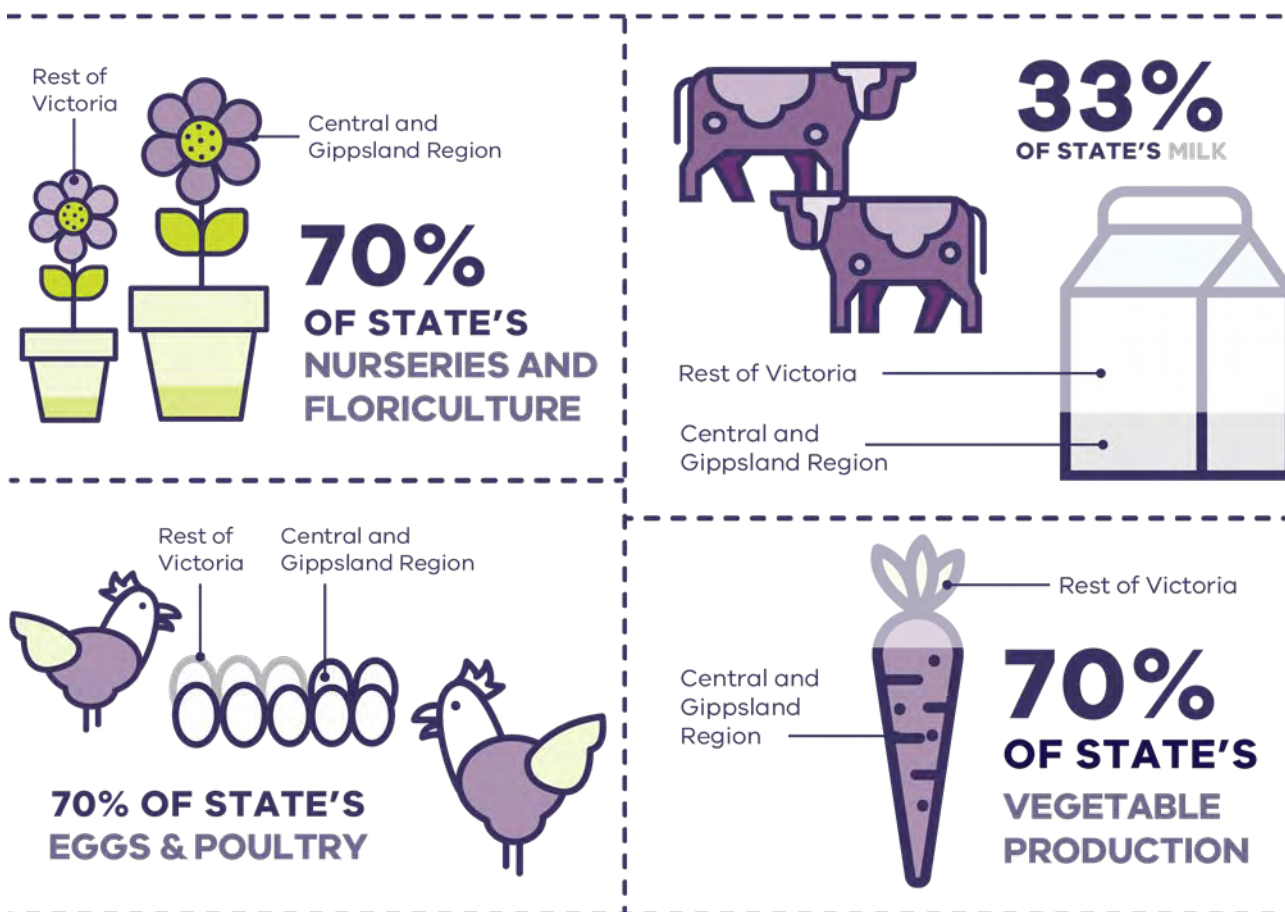 Rest of
Victoria
Central and
Gippsland Region
70%
OF STATE'S
NURSERIES AND
FLORICULTURE
33%
OF STATE'S MILK
Rest of Victoria
Central and
Gippsland Region
Rest of
Victoria
Central and
Gippsland Region
70% OF STATE'S
EGGS & POULTRY
Rest of Victoria
Central and
Gippsland
Region
70%
OF STATE'S
VEGETABLE
PRODUCTION